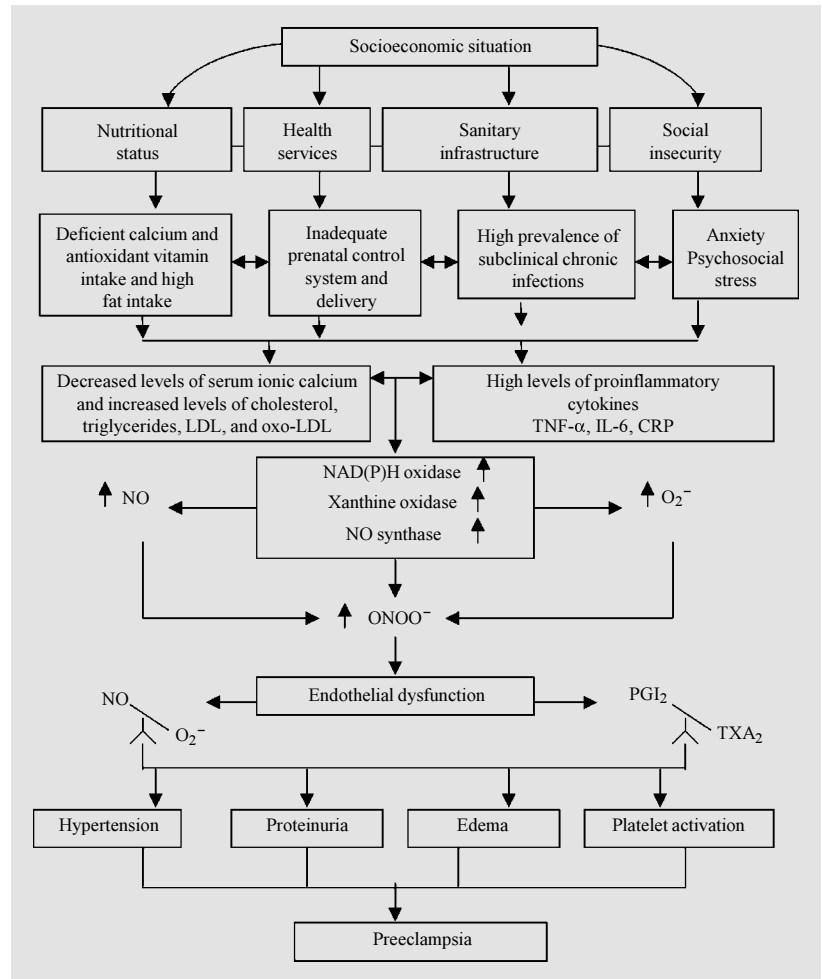 Socioeconomic situation
Nutritional
status
Health
services
Sanitary
infrastructure
Social
insecurity
Deficient calcium and
antioxidant vitamin
intake and high
fat intake
Inadequate
prenatal control
system and
delivery
High prevalence of
subclinical chronic
infections
Anxiety
Psychosocial
stress
Decreased levels of serum ionic calcium
and increased levels of cholesterol,
triglycerides, LDL, and oxo-LDL
High levels of proinflammatory
cytokines
TNF-α, IL-6, CRP
NAD(P)H oxidase ↑
Xanthine oxidase ↑
NO synthase ↑
↑ NO
↑ O₂⁻
↑ ONOO⁻
Endothelial dysfunction
NO
O₂⁻
PGI₂
TXA₂
Hypertension
Proteinuria
Edema
Platelet activation
Preeclampsia